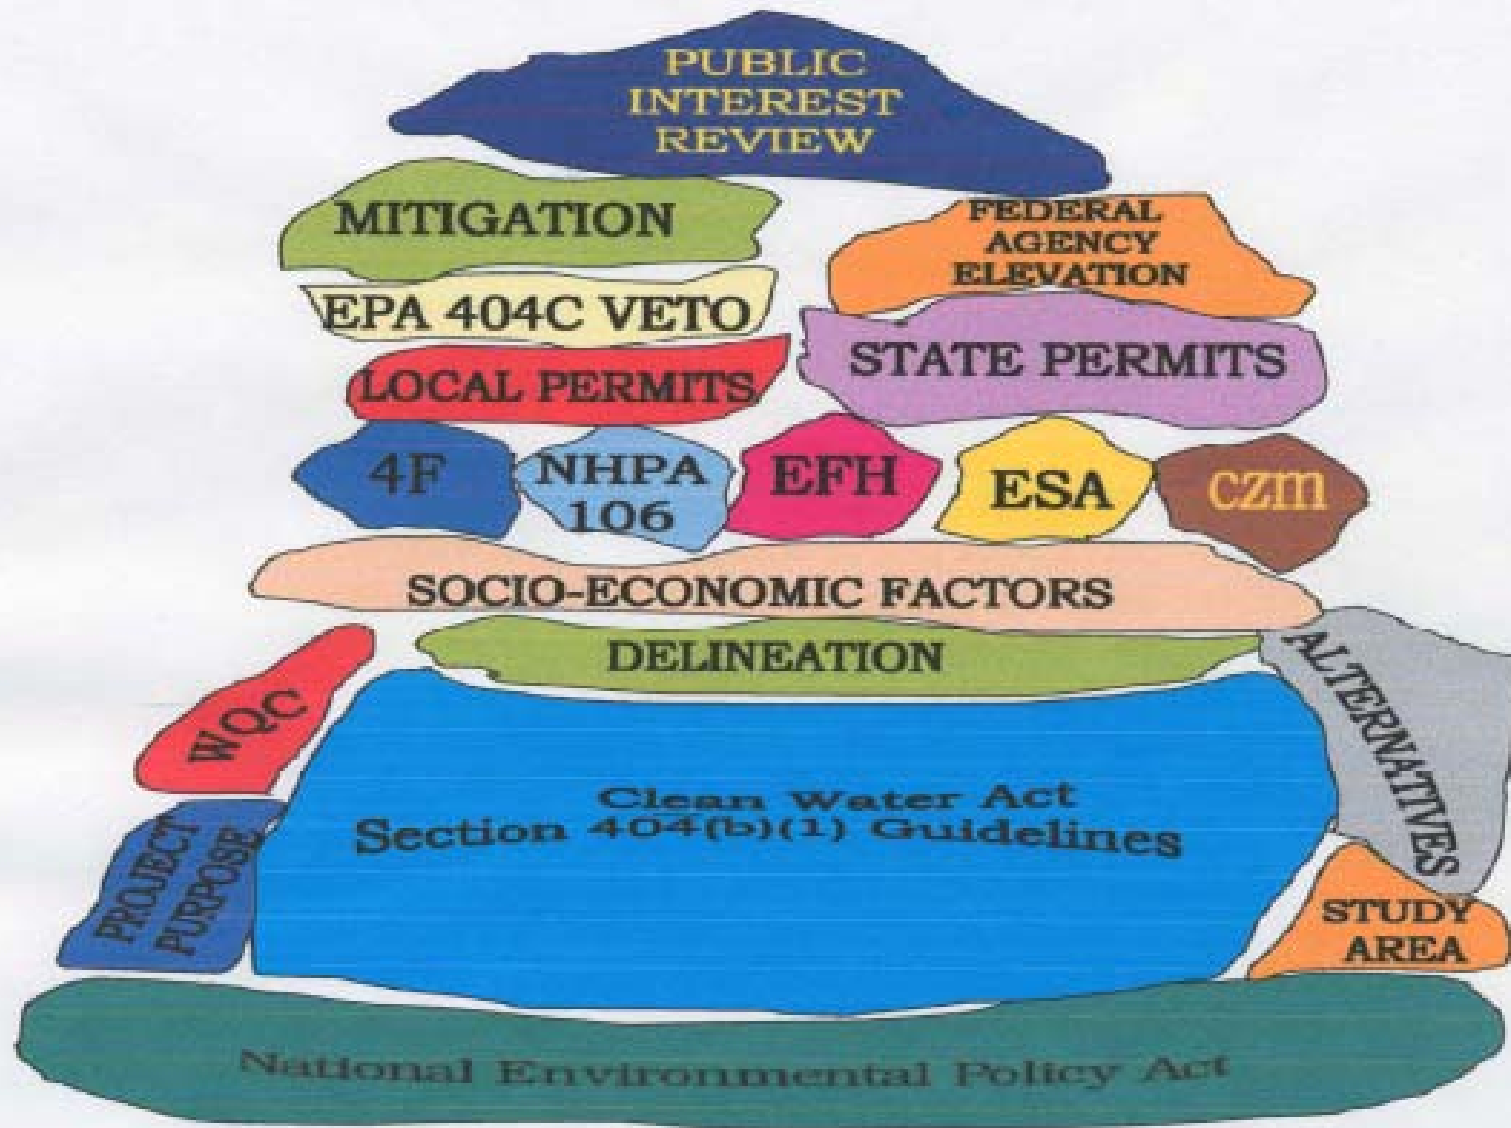 PUBLIC
INTEREST
REVIEW
MITIGATION
FEDERAL
AGENCY
ELEVATION
EPA 404C VETO
STATE PERMITS
LOCAL PERMITS
4F
NHPA
106
EFH
ESA
czm
SOCIO-ECONOMIC FACTORS
DELINEATION
ALTERNATIVES
WQC
Clean Water Act
Section 404(b)(1) Guidelines
PROJECT
PURPOSE
STUDY
AREA
National Environmental Policy Act